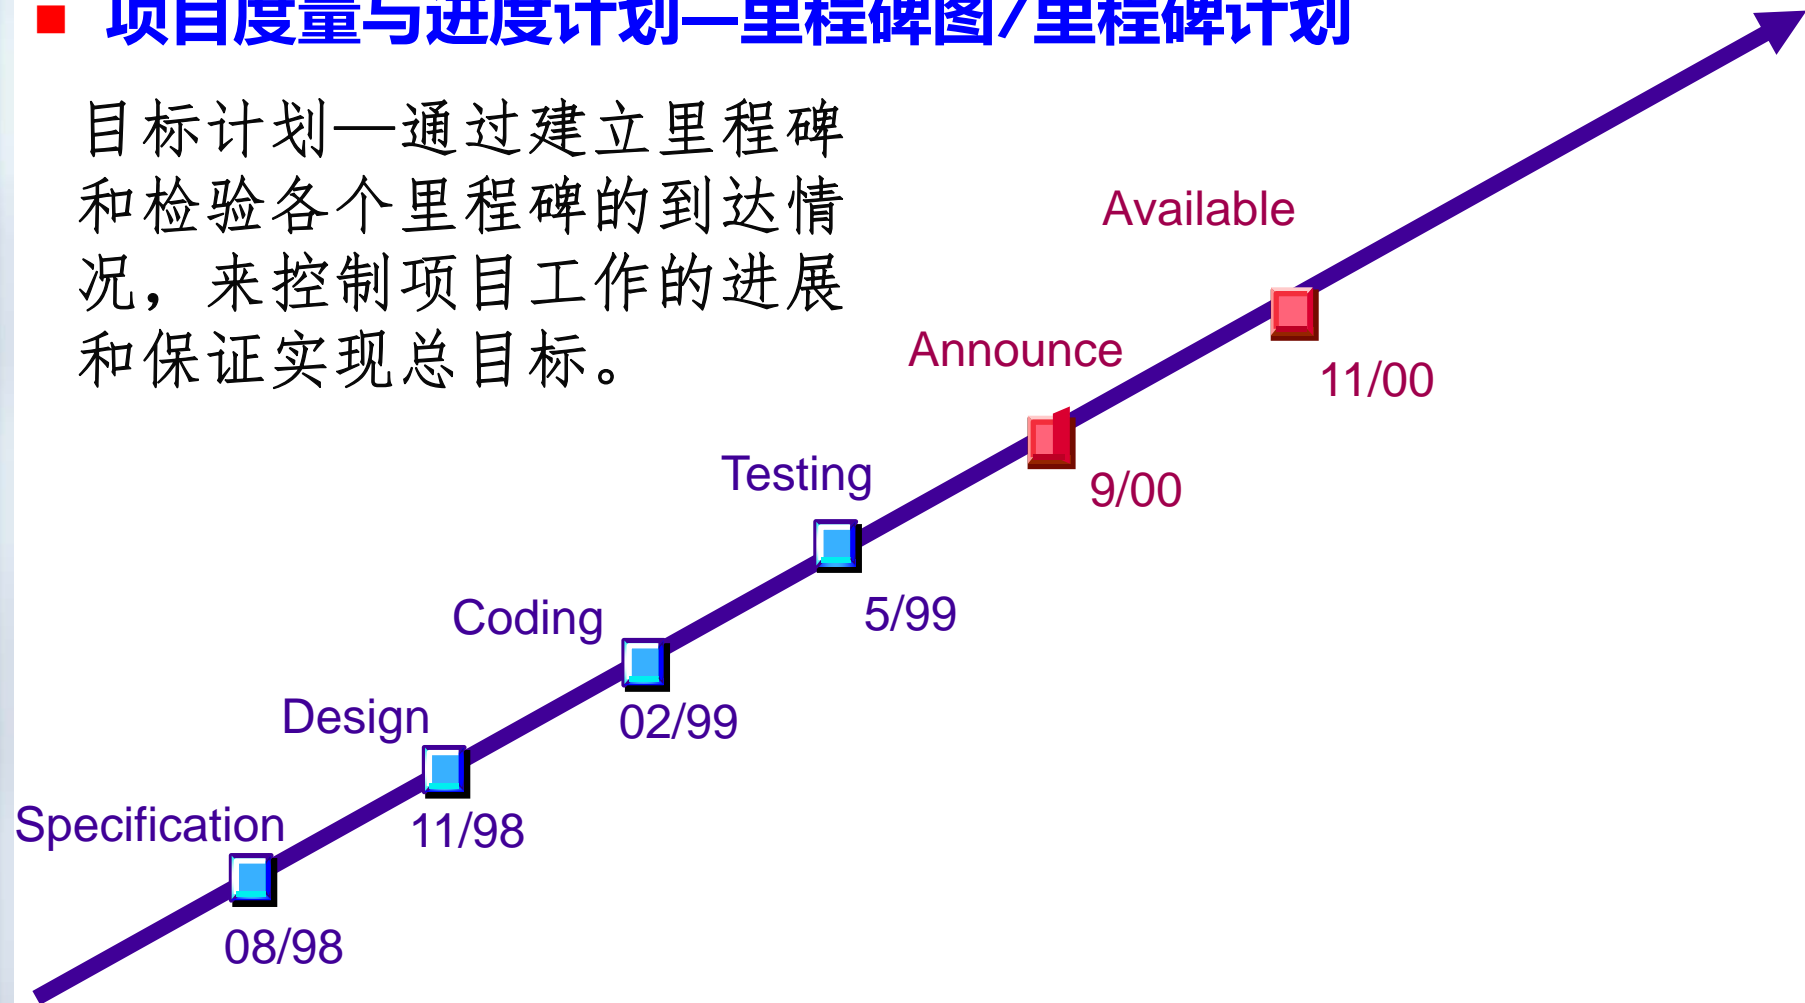 项目度量与进度计划—里程碑图/里程碑计划
目标计划—通过建立里程碑
和检验各个里程碑的到达情
况，来控制项目工作的进展
和保证实现总目标。
Available
11/00
Announce
9/00
Testing
5/99
Coding
02/99
Design
11/98
Specification
08/98